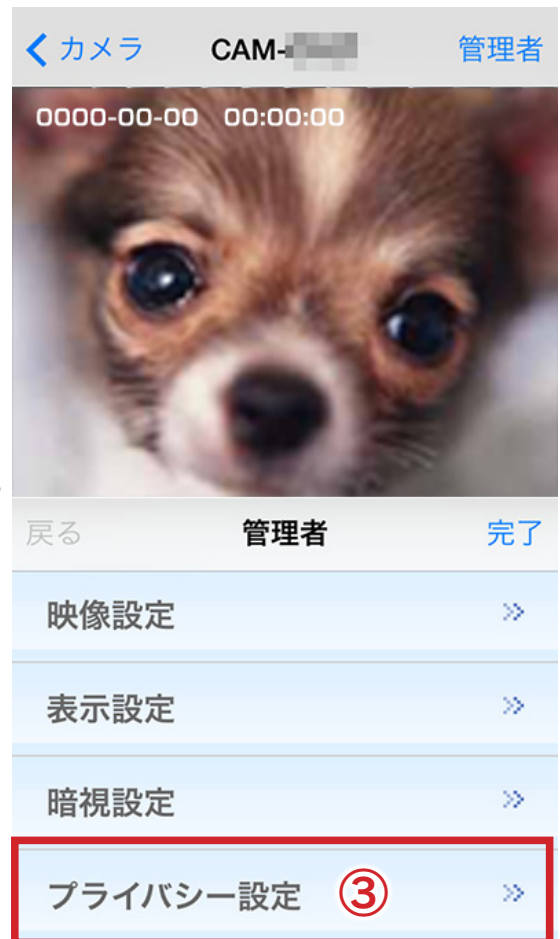 カメラ CAM- 管理者
0000-00-00 00:00:00
戻る 管理者 完了
映像設定 »
表示設定 »
暗視設定 »
プライバシー設定 ③ »